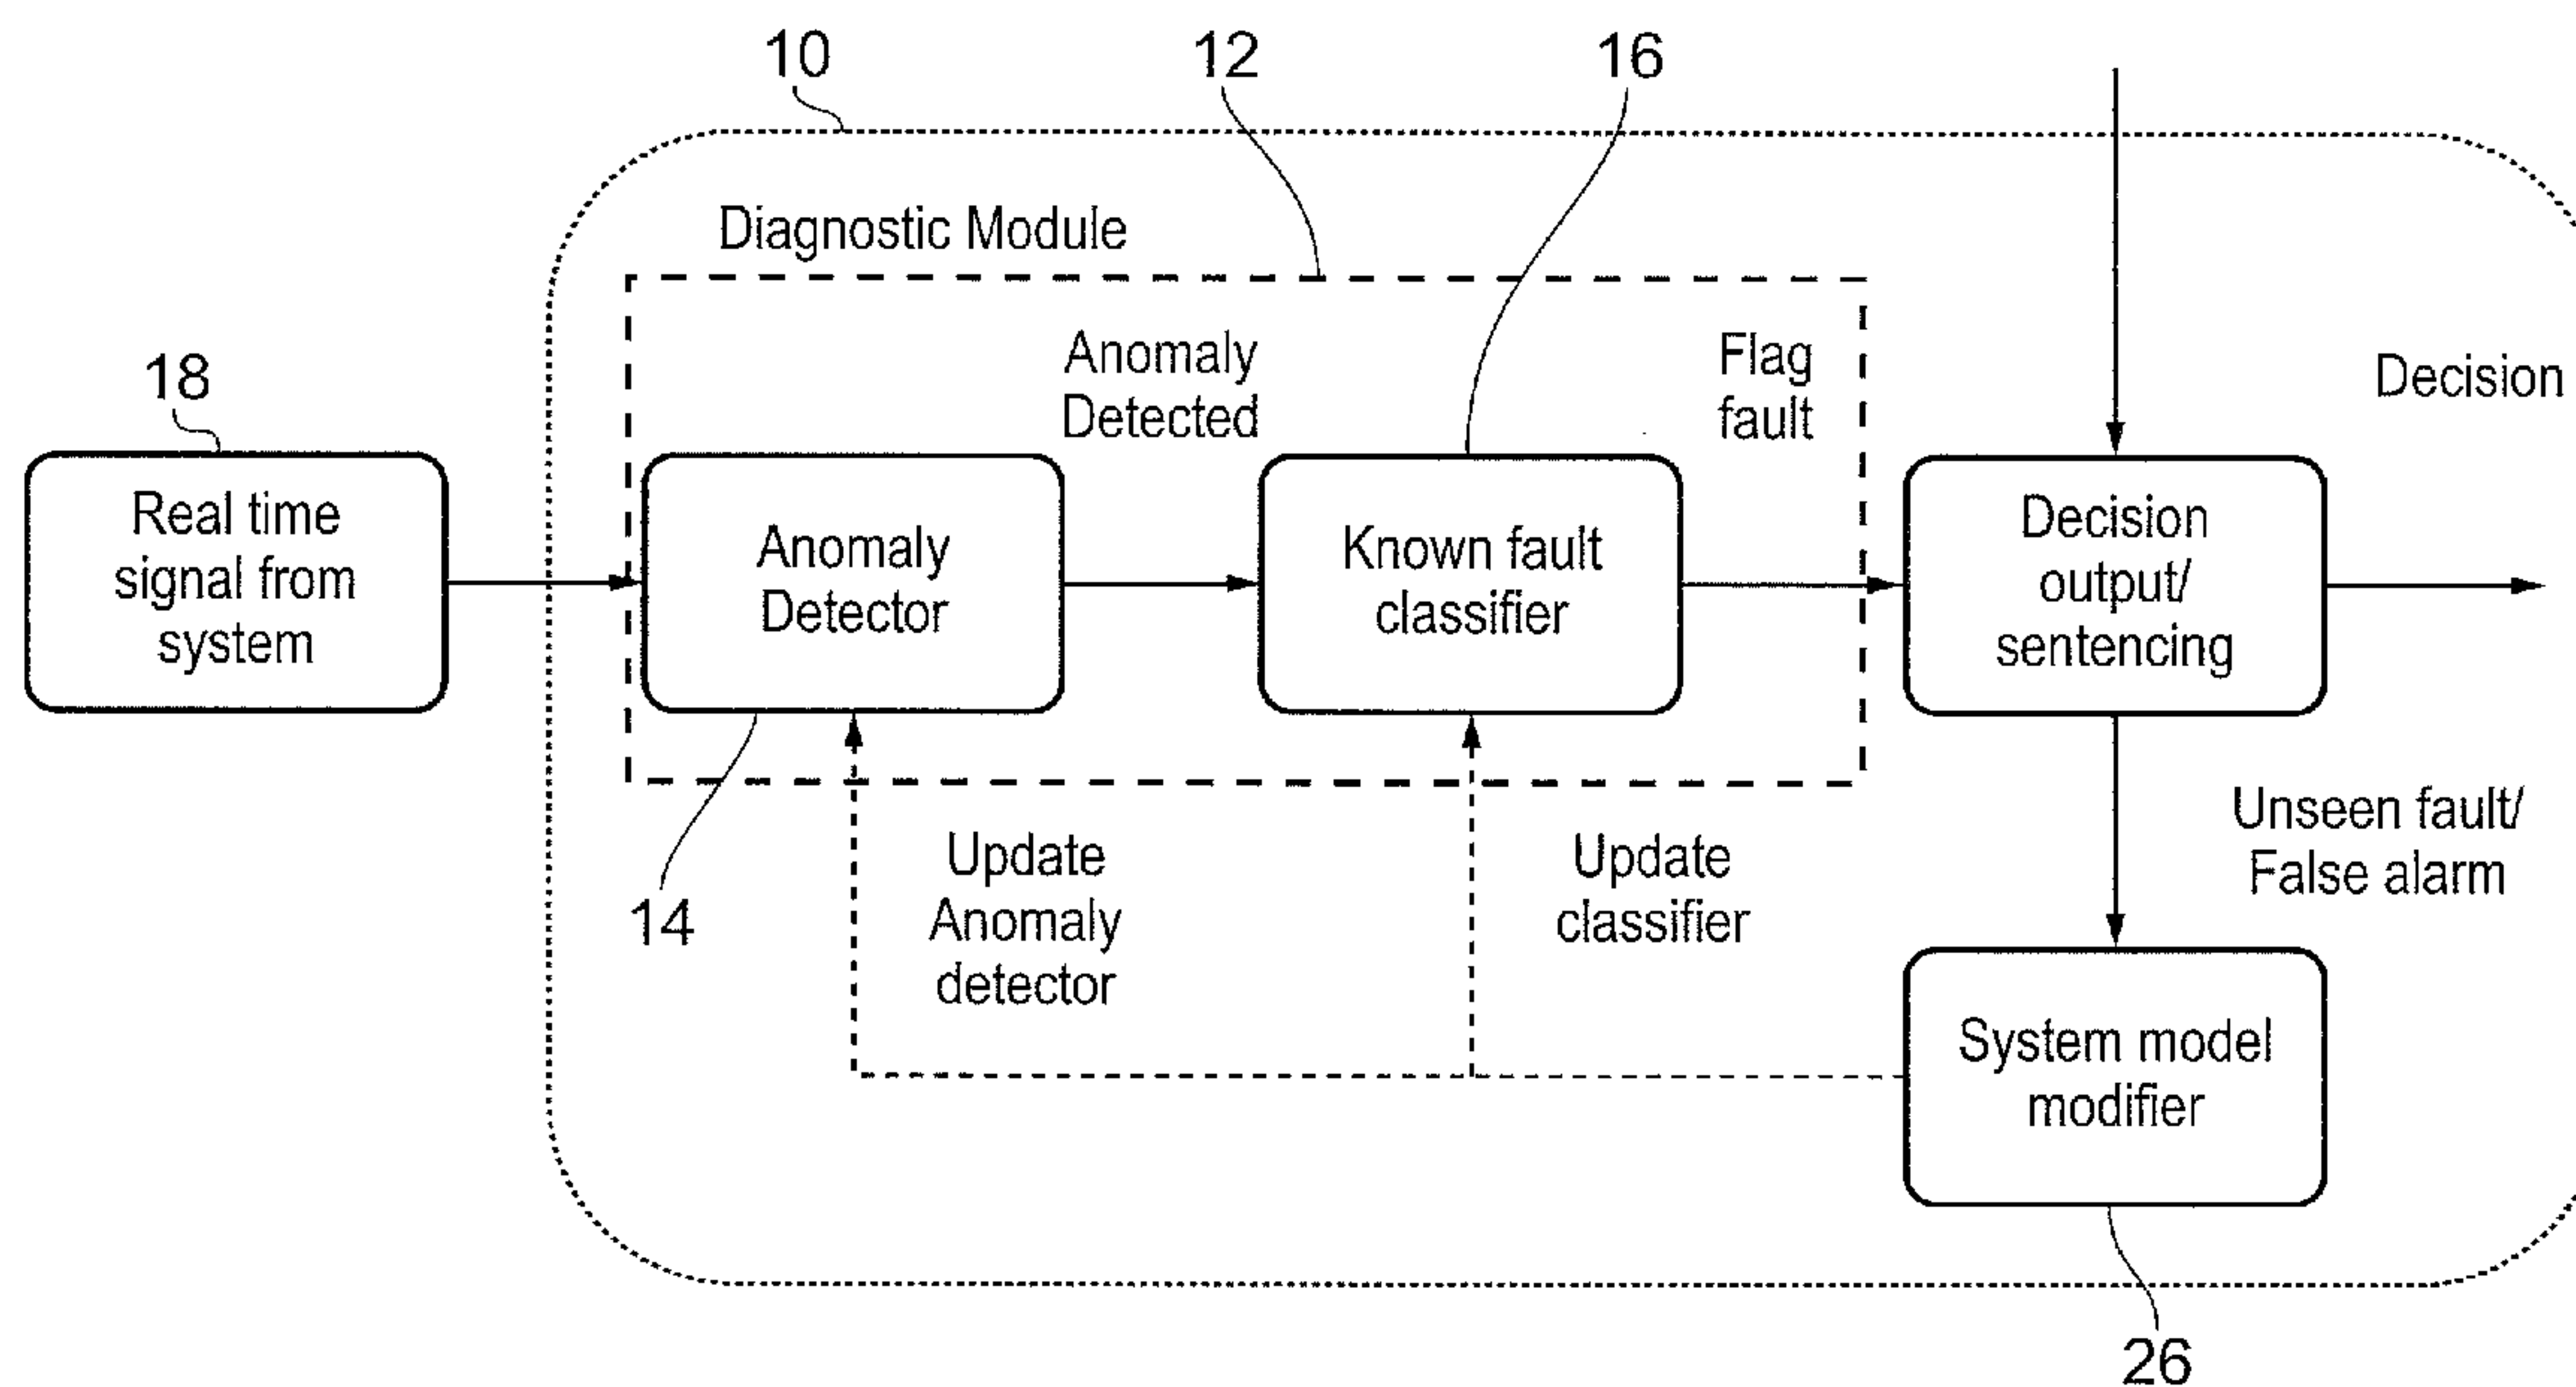 10
12
16
Diagnostic Module
18
Anomaly
Detected
Flag
fault
Decision
Real time
signal from
system
Anomaly
Detector
Known fault
classifier
Decision
output/
sentencing
14
Update
Anomaly
detector
Update
classifier
Unseen fault/
False alarm
System model
modifier
26